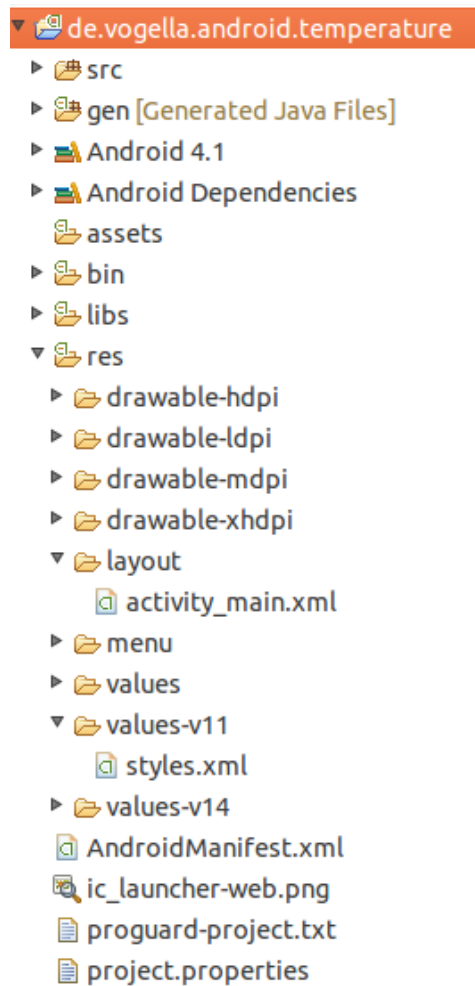 de.vogella.android.temperature
src
gen [Generated Java Files]
Android 4.1
Android Dependencies
assets
bin
libs
res
drawable-hdpi
drawable-ldpi
drawable-mdpi
drawable-xhdpi
layout
activity_main.xml
menu
values
values-v11
styles.xml
values-v14
AndroidManifest.xml
ic_launcher-web.png
proguard-project.txt
project.properties